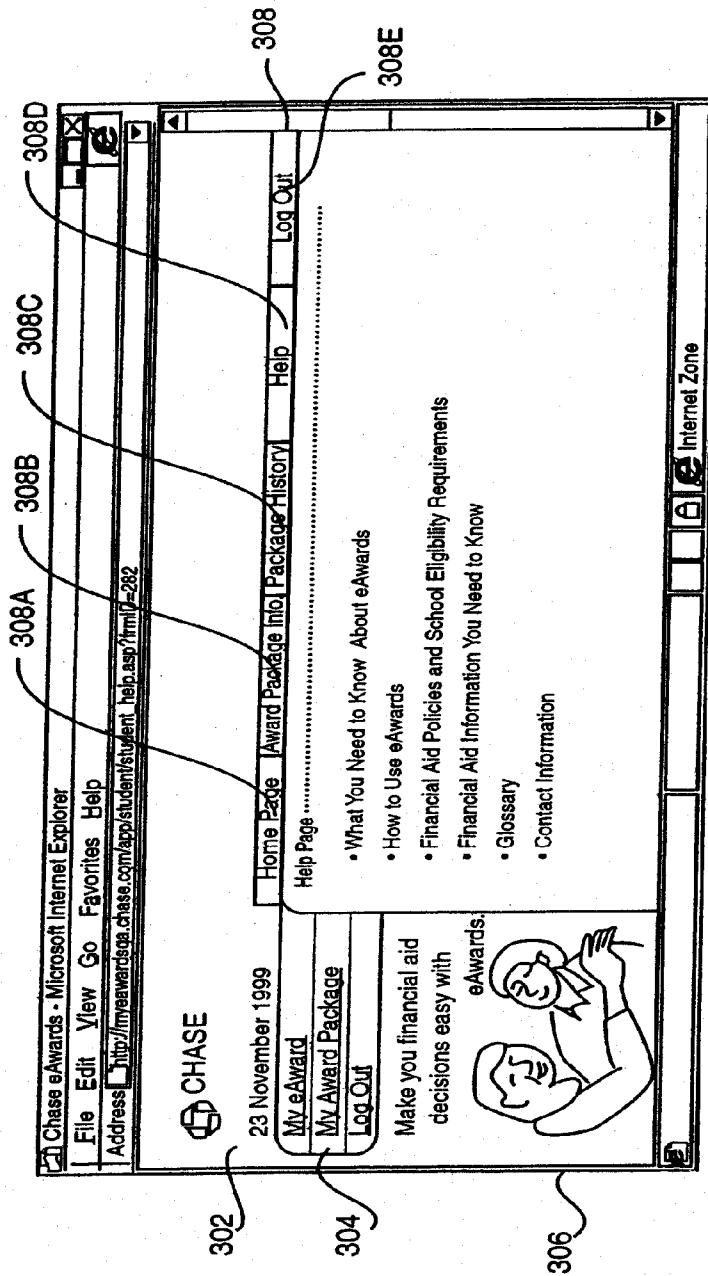 308A
308B
308C
308D
308
308E
302
304
306
Chase eAwards - Microsoft Internet Explorer
File Edit View Go Favorites Help
Address http://myeawardsqa.chase.com/app/student/student_help.asp?frmID=282
CHASE
23 November 1999
Home Page Award Package Info. Package History Help Log Out
My eAward
My Award Package
Log Out
Make you financial aid
decisions easy with
eAwards.
Help Page
• What You Need to Know About eAwards
• How to Use eAwards
• Financial Aid Policies and School Eligibility Requirements
• Financial Aid Information You Need to Know
• Glossary
• Contact Information
Internet Zone